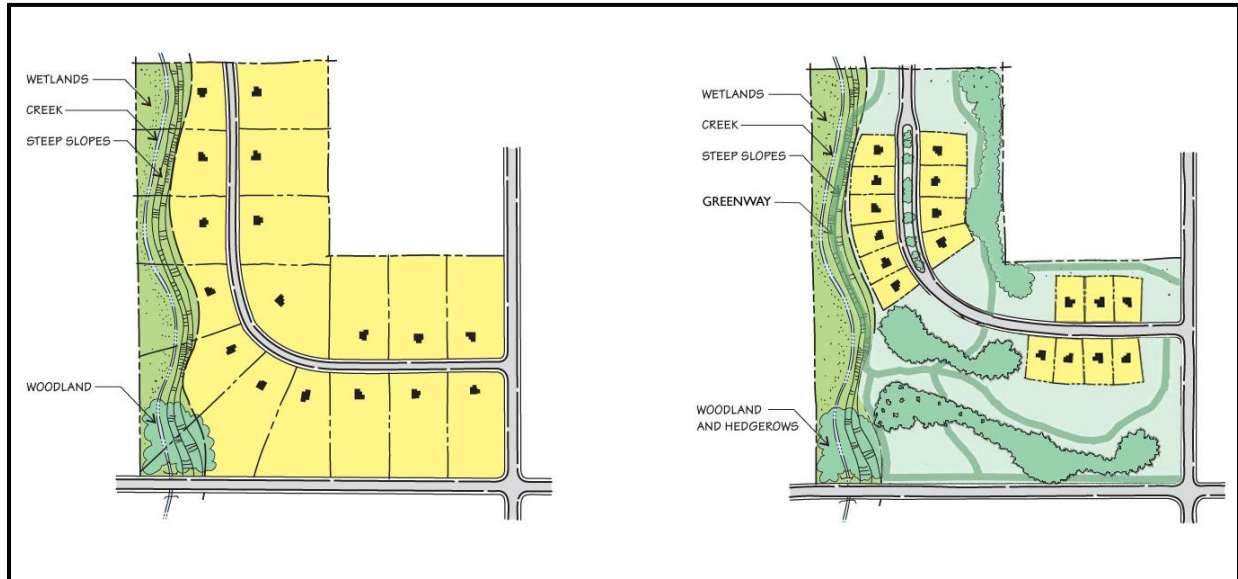 WETLANDS
CREEK
STEEP SLOPES
WOODLAND
WETLANDS
CREEK
STEEP SLOPES
GREENWAY
WOODLAND
AND HEDGEROWS